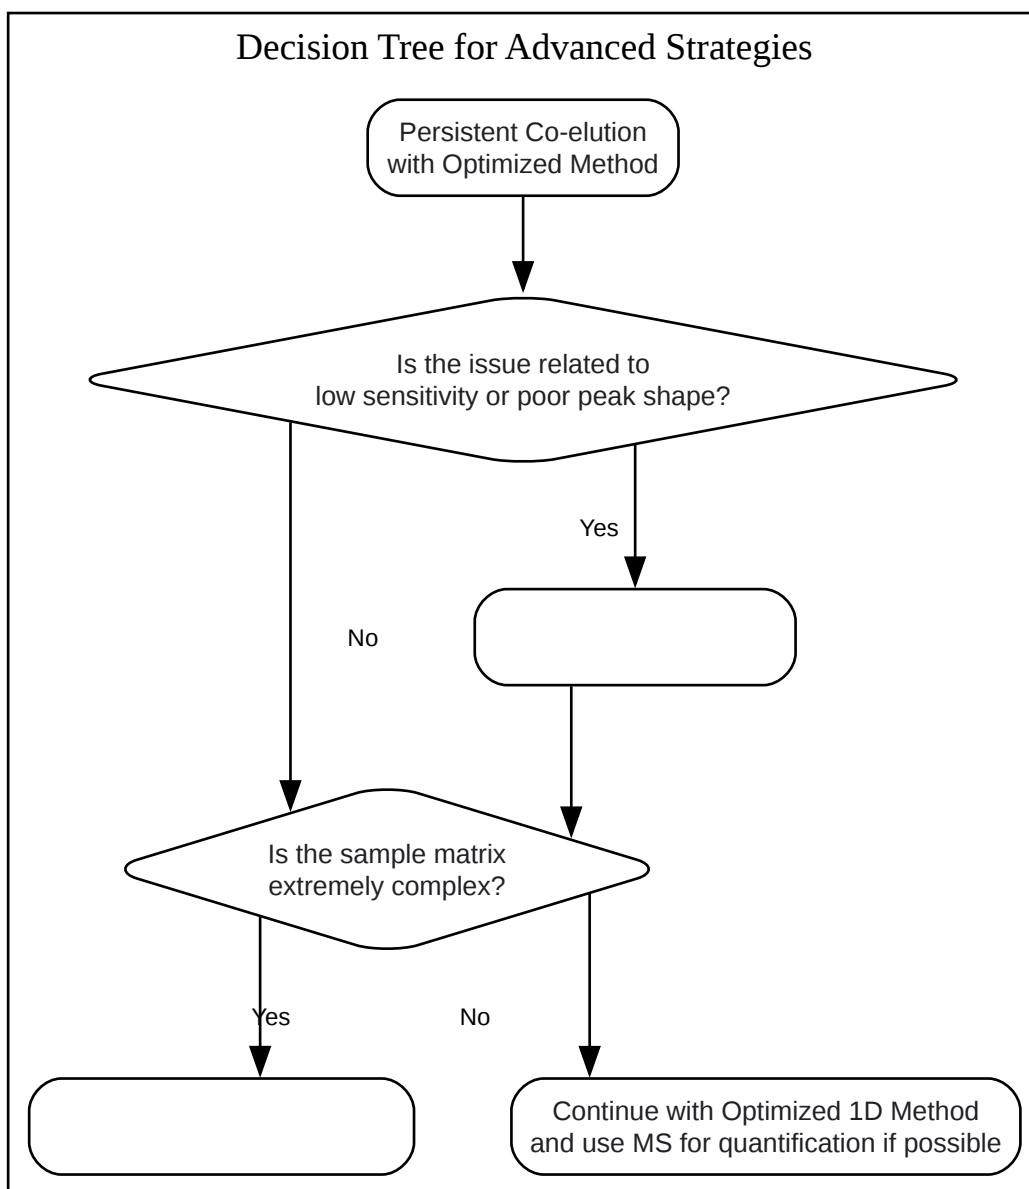 Decision Tree for Advanced Strategies
Persistent Co-elution
with Optimized Method
Is the issue related to
low sensitivity or poor peak shape?
Yes
No
Is the sample matrix
extremely complex?
Yes
No
Continue with Optimized 1D Method
and use MS for quantification if possible